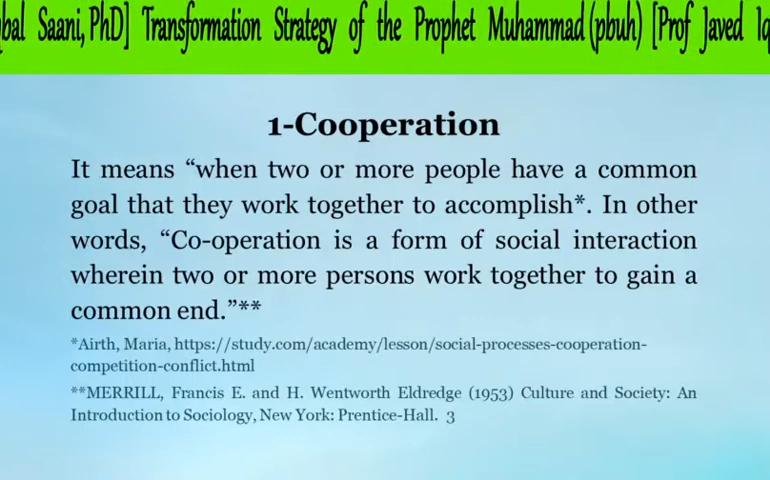 Saani, PhD] Transformation Strategy of the Prophet Muhammad (pbuh) [Prof Javed
1-Cooperation
It means “when two or more people have a common
goal that they work together to accomplish*. In other
words, “Co-operation is a form of social interaction
wherein two or more persons work together to gain a
common end.”**
*Airth, Maria, https://study.com/academy/lesson/social-processes-cooperation-
competition-conflict.html
**MERRILL, Francis E. and H. Wentworth Eldredge (1953) Culture and Society: An
Introduction to Sociology, New York: Prentice-Hall. 3